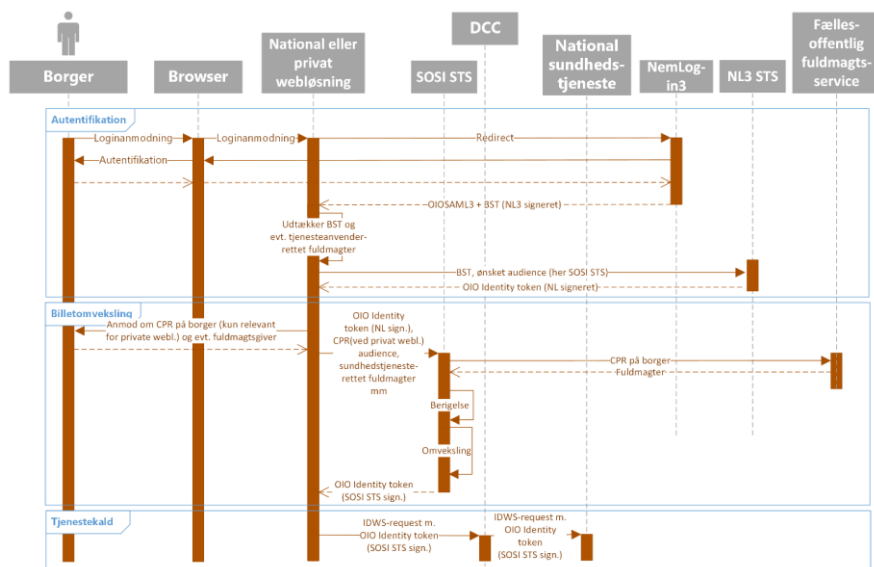 Borger
Browser
National eller
privat
webløsning
SOSI STS
DCC
National
sundheds-
tjeneste
NemLog-
in3
NL3 STS
Fælles-
offentlig
fuldmagts-
service
Autentifikation
Loginanmodning
Loginanmodning
Redirect
Autentifikation
OIOSAML3 + BST (NL3 signeret)
Udtækker BST og
evt. tjenesteanvender-
rettet fuldmagter
BST, ønsket audience (her SOSI STS)
OIO Identity token (NL signeret)
Billetomveksling
Anmod om CPR på borger (kun relevant
for private webl.) og evt. fuldmagtsgiver
OIO Identity
token (NL sign.),
CPR(ved privat webl.)
audience,
sundhedstjeneste-
rettet fuldmagter
mm
CPR på borger
Fuldmagter
Berigelse
Omveksling
OIO Identity token
(SOSI STS sign.)
Tjenestekald
IDWS-request m.
OIO Identity token
(SOSI STS sign.)
IDWS-request m.
OIO Identity
token
(SOSI STS sign.)